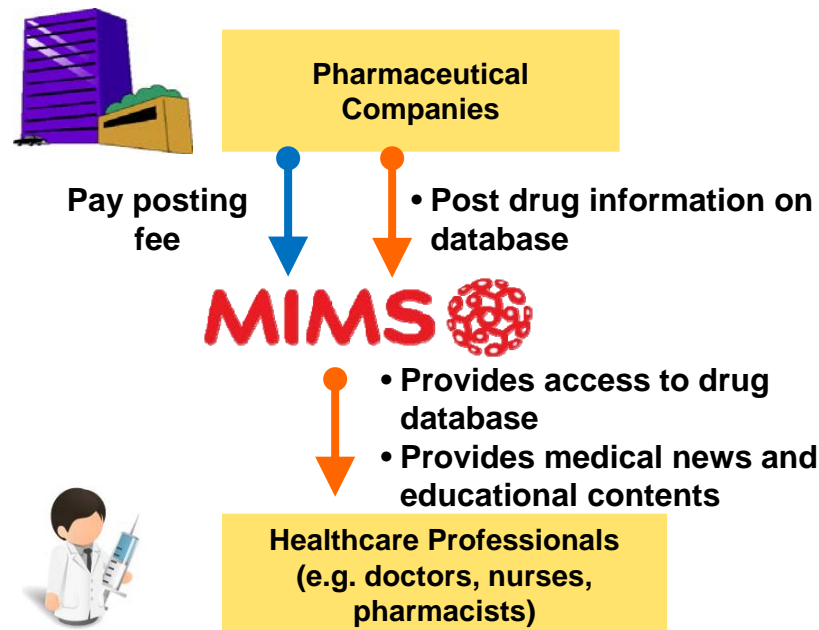 Pharmaceutical
Companies
Pay posting
fee
• Post drug information on
database
MIMS
• Provides access to drug
database
• Provides medical news and
educational contents
Healthcare Professionals
(e.g. doctors, nurses,
pharmacists)